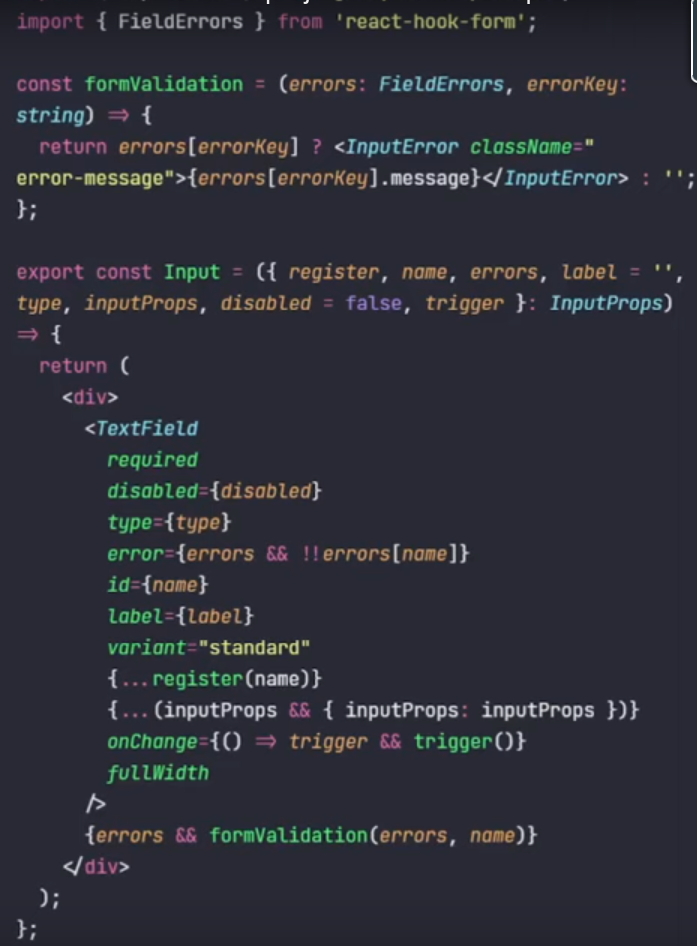 import { FieldErrors } from 'react-hook-form';
const formValidation = (errors: FieldErrors, errorKey:
string) => {
return errors[errorKey] ? <InputError className="
error-message">{errors[errorKey].message}</InputError> : '';
};
export const Input = ({ register, name, errors, label = '',
type, inputProps, disabled = false, trigger }: InputProps)
=> {
return (
<div>
<TextField
required
disabled={disabled}
type={type}
error={errors && !!errors[name]}
id={name}
label={label}
variant="standard"
{...register(name)}
{...(inputProps && { inputProps: inputProps })}
onChange={() => trigger && trigger()}
fullWidth
/>
{errors && formValidation(errors, name)}
</div>
);
};